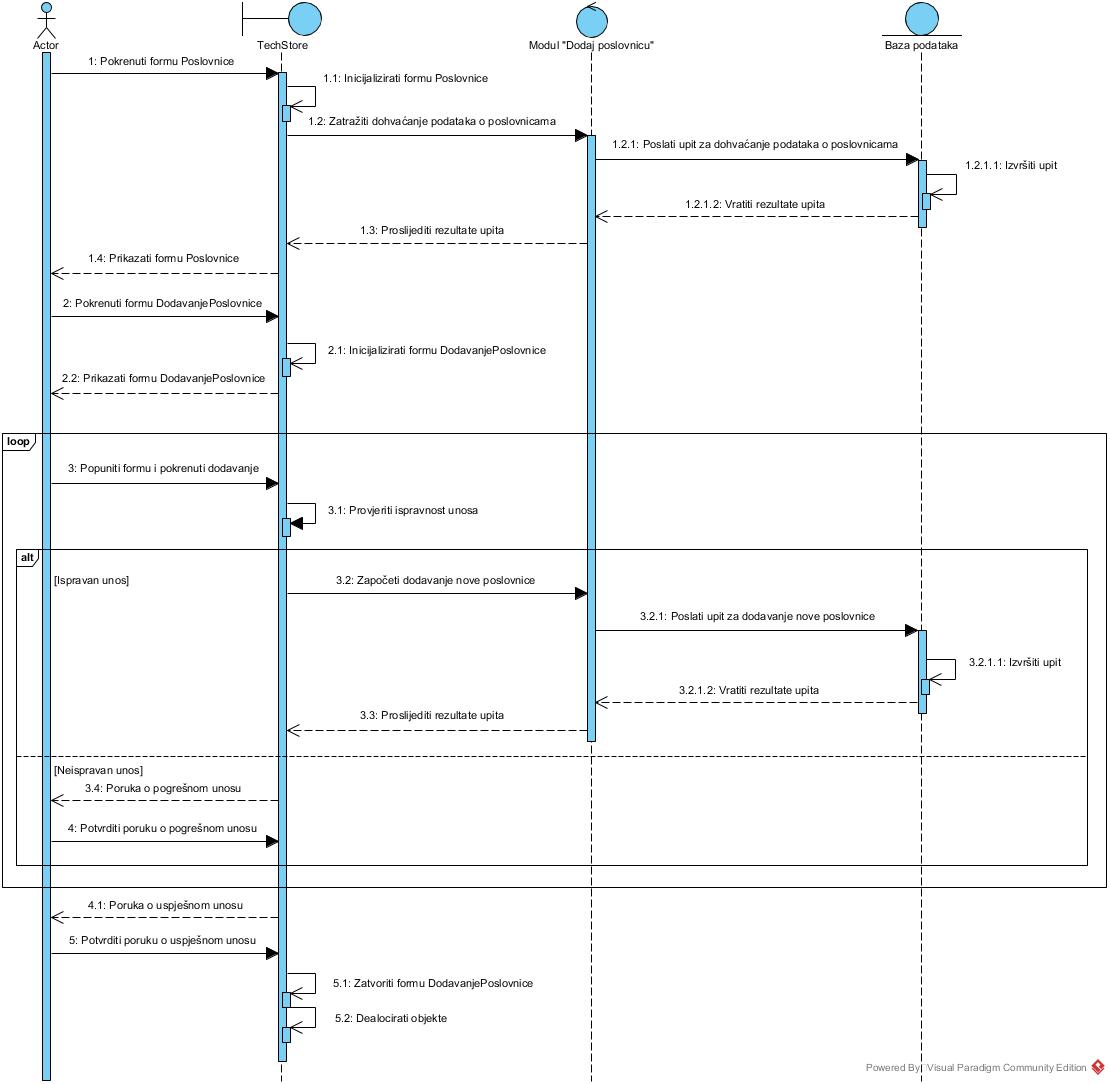 Actor
TechStore
Modul "Dodaj poslovnicu"
Baza podataka
1: Pokrenuti formu Poslovnice
1.1: Inicijalizirati formu Poslovnice
1.2: Zatražiti dohvaćanje podataka o poslovnicama
1.2.1: Poslati upit za dohvaćanje podataka o poslovnicama
1.2.1.1: Izvršiti upit
1.2.1.2: Vratiti rezultate upita
1.3: Proslijediti rezultate upita
1.4: Prikazati formu Poslovnice
2: Pokrenuti formu DodavanjePoslovnice
2.1: Inicijalizirati formu DodavanjePoslovnice
2.2: Prikazati formu DodavanjePoslovnice
loop
3: Popuniti formu i pokrenuti dodavanje
3.1: Provjeriti ispravnost unosa
alt
[Ispravan unos]
3.2: Započeti dodavanje nove poslovnice
3.2.1: Poslati upit za dodavanje nove poslovnice
3.2.1.1: Izvršiti upit
3.2.1.2: Vratiti rezultate upita
3.3: Proslijediti rezultate upita
[Neispravan unos]
3.4: Poruka o pogrešnom unosu
4: Potvrditi poruku o pogrešnom unosu
4.1: Poruka o uspješnom unosu
5: Potvrditi poruku o uspješnom unosu
5.1: Zatvoriti formu DodavanjePoslovnice
5.2: Dealocirati objekte
Powered By Visual Paradigm Community Edition